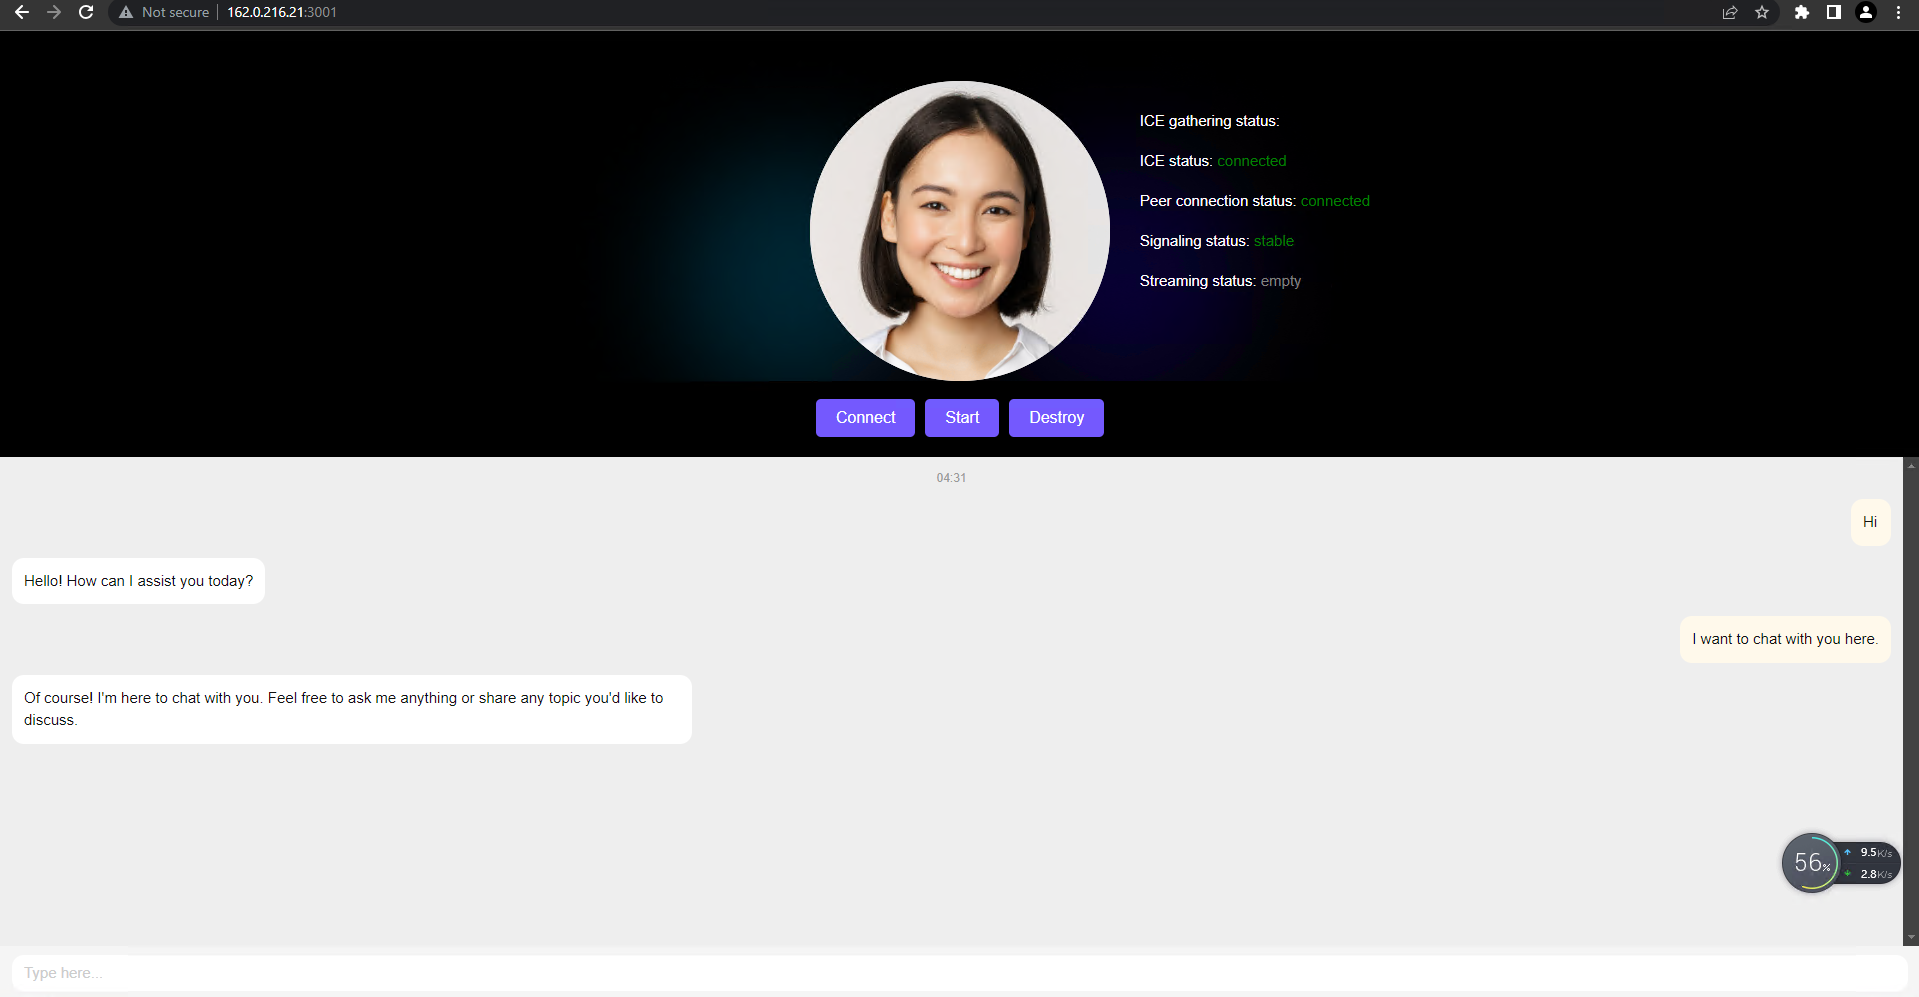 Not secure | 162.0.216.21:3001
ICE gathering status:
ICE status: connected
Peer connection status: connected
Signaling status: stable
Streaming status: empty
Connect Start Destroy
04:31
Hi
Hello! How can I assist you today?
I want to chat with you here.
Of course! I'm here to chat with you. Feel free to ask me anything or share any topic you'd like to
discuss.
56%
9.5K/s
2.8K/s
Type here...